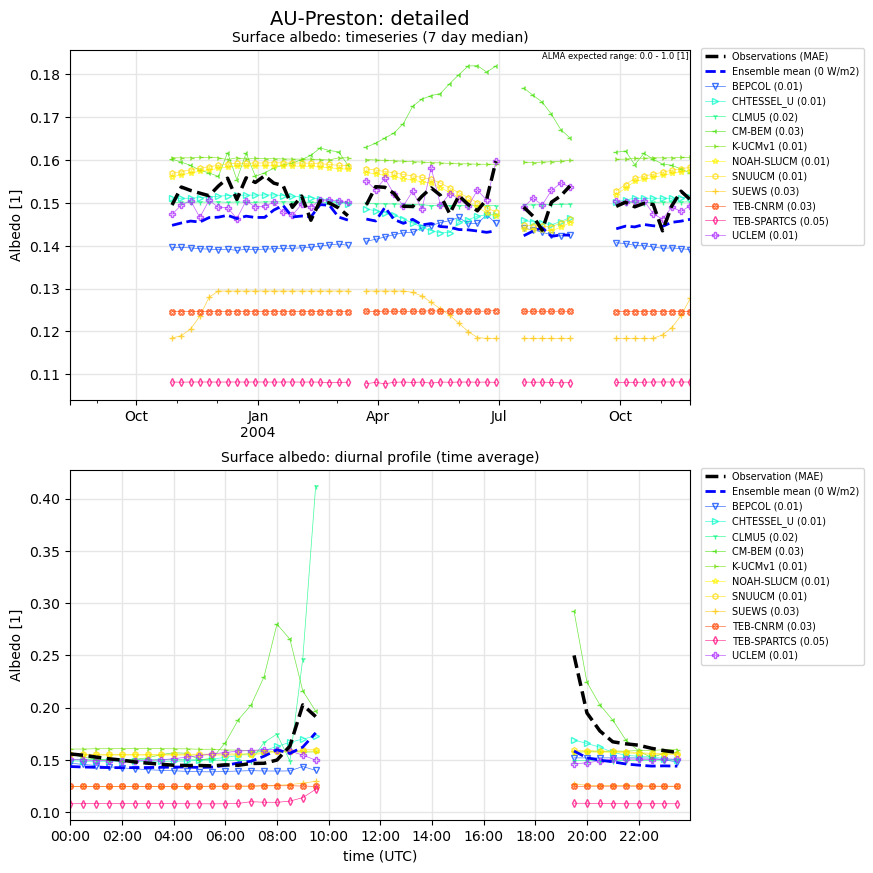 AU-Preston: detailed
Surface albedo: timeseries (7 day median)
ALMA expected range: 0.0 - 1.0 [1]
0.18
0.17
0.16
0.15
0.14
0.13
0.12
0.11
Albedo [1]
Oct
Jan
2004
Apr
Jul
Oct
Observations (MAE)
Ensemble mean (0 W/m2)
BEPCOL (0.01)
CHTESSEL_U (0.01)
CLMU5 (0.02)
CM-BEM (0.03)
K-UCMv1 (0.01)
NOAH-SLUCM (0.01)
SNUUCM (0.01)
SUEWS (0.03)
TEB-CNRM (0.03)
TEB-SPARTCS (0.05)
UCLEM (0.01)
Surface albedo: diurnal profile (time average)
0.40
0.35
0.30
0.25
0.20
0.15
0.10
Albedo [1]
00:00
02:00
04:00
06:00
08:00
10:00
12:00
14:00
16:00
18:00
20:00
22:00
time (UTC)
Observation (MAE)
Ensemble mean (0 W/m2)
BEPCOL (0.01)
CHTESSEL_U (0.01)
CLMU5 (0.02)
CM-BEM (0.03)
K-UCMv1 (0.01)
NOAH-SLUCM (0.01)
SNUUCM (0.01)
SUEWS (0.03)
TEB-CNRM (0.03)
TEB-SPARTCS (0.05)
UCLEM (0.01)